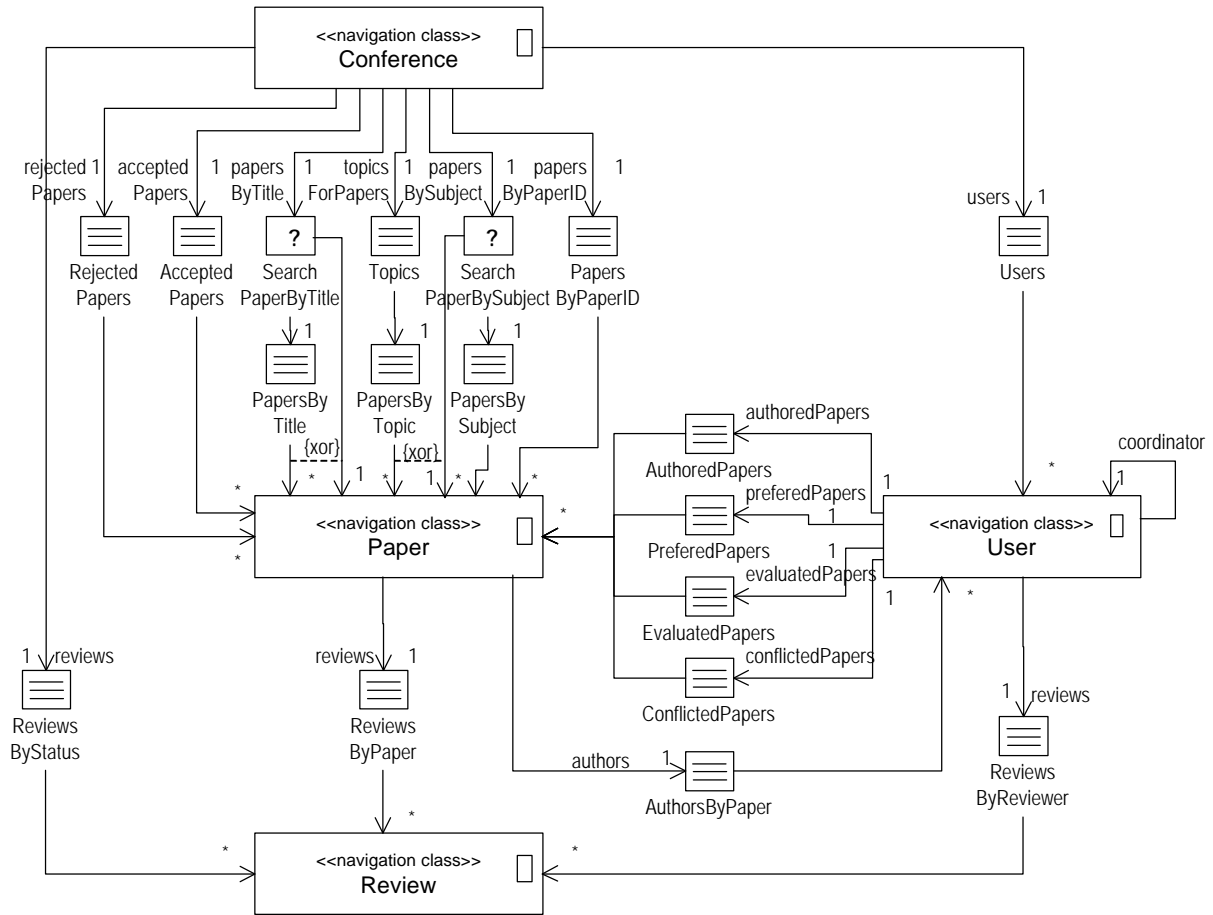 <<navigation class>>
Conference
rejected 1
Papers
accepted
Papers
1
papers
ByTitle
1
topics
ForPapers
1
papers
BySubject
1
papers
ByPaperID
1
users
1
Rejected
Papers
Accepted
Papers
?
Search
PaperByTitle
Topics
?
Search
PaperBySubject
Papers
ByPaperID
Users
1
1
1
PapersBy
Title
PapersBy
Topic
PapersBy
Subject
{xor}
{xor}
*
1
*
1
*
*
*
*
<<navigation class>>
Paper
*
authoredPapers
AuthoredPapers
1
preferedPapers
PreferedPapers
1
evaluatedPapers
EvaluatedPapers
1
conflictedPapers
ConflictedPapers
1
coordinator
1
*
<<navigation class>>
User
*
1
reviews
Reviews
ByStatus
reviews
1
Reviews
ByPaper
authors
1
AuthorsByPaper
1
reviews
Reviews
ByReviewer
*
*
*
<<navigation class>>
Review